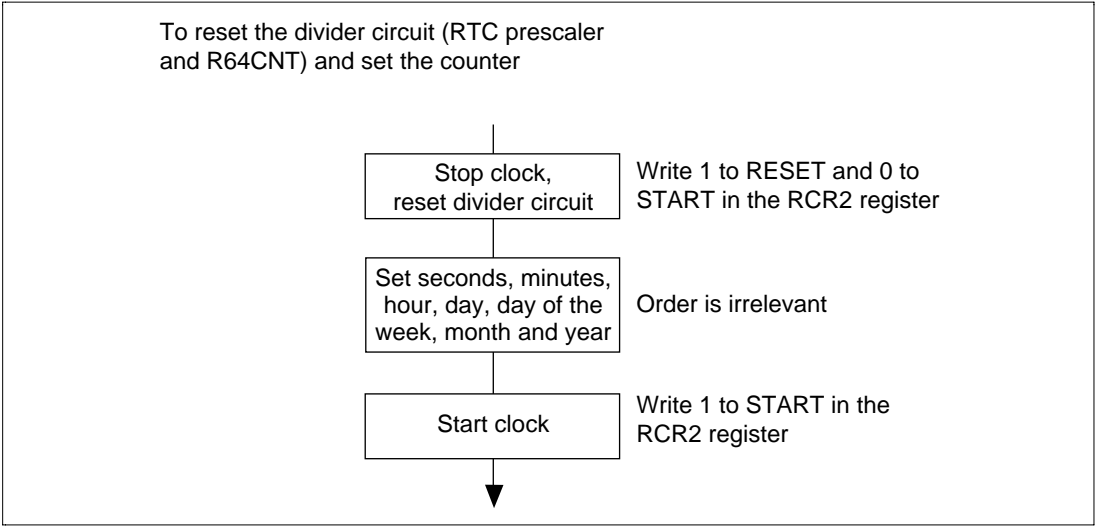 To reset the divider circuit (RTC prescaler
and R64CNT) and set the counter
Stop clock,
reset divider circuit
Write 1 to RESET and 0 to
START in the RCR2 register
Set seconds, minutes,
hour, day, day of the
week, month and year
Order is irrelevant
Start clock
Write 1 to START in the
RCR2 register